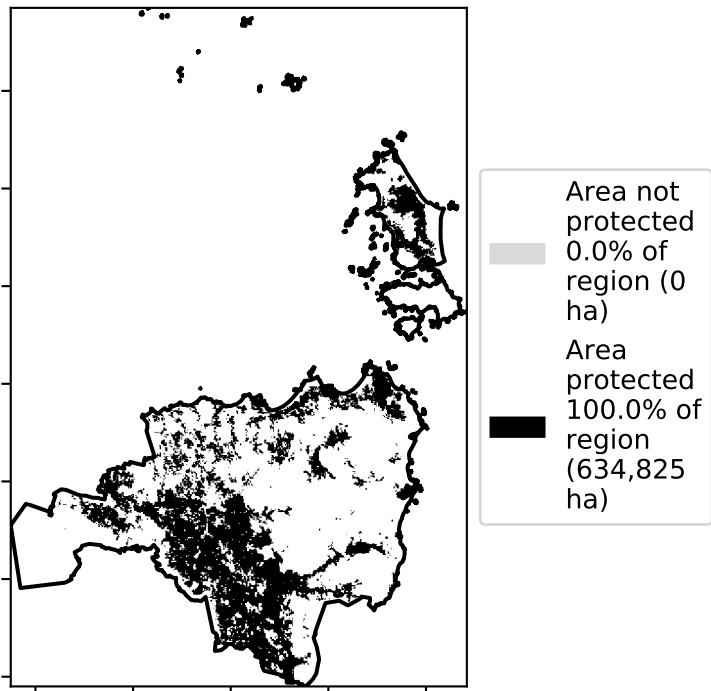 Area not
protected
0.0% of
region (0
ha)
Area
protected
100.0% of
region
(634,825
ha)